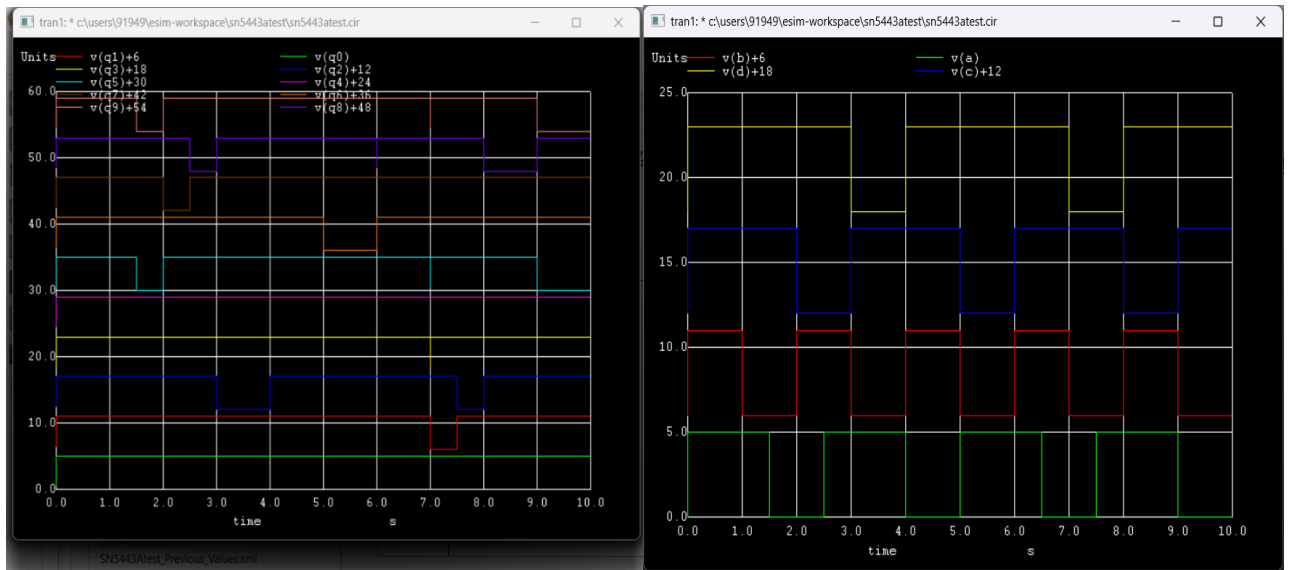 tran1: * c:\users\91949\esim-workspace\sn5443atest\sn5443atest.cir
Units
v(q1)+6 v(q0)
v(q3)+18 v(q2)+12
v(q5)+30 v(q4)+24
v(q7)+42 v(q6)+36
v(q9)+54 v(q8)+48
60.0
50.0
40.0
30.0
20.0
10.0
0.0
0.0 1.0 2.0 3.0 4.0 5.0 6.0 7.0 8.0 9.0 10.0
time s
SN5443Atest_Previous_Values.xml
tran1: * c:\users\91949\esim-workspace\sn5443atest\sn5443atest.cir
Units
v(b)+6 v(a)
v(d)+18 v(c)+12
25.0
20.0
15.0
10.0
5.0
0.0
0.0 1.0 2.0 3.0 4.0 5.0 6.0 7.0 8.0 9.0 10.0
time s